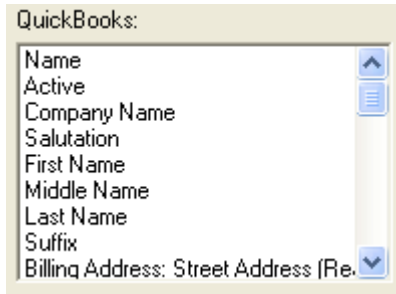 QuickBooks:
Name
Active
Company Name
Salutation
First Name
Middle Name
Last Name
Suffix
Billing Address: Street Address (Re